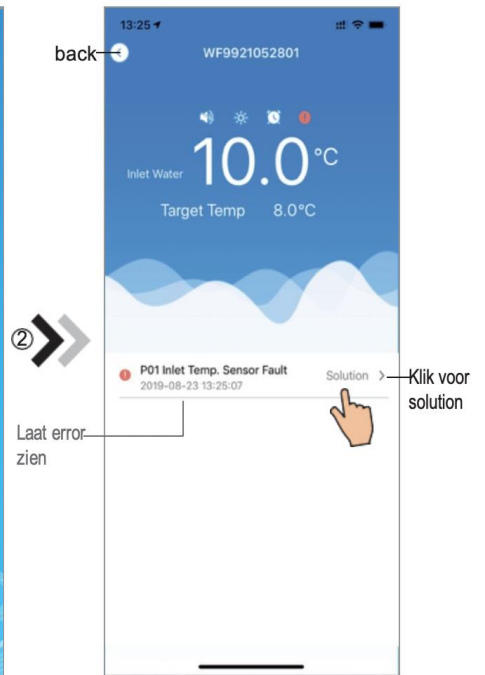 13:25
back
WF9921052801
Inlet Water 10.0°C
Target Temp 8.0°C
②
P01 Inlet Temp. Sensor Fault
2019-08-23 13:25:07
Solution >
Klik voor
solution
Laat error
zien